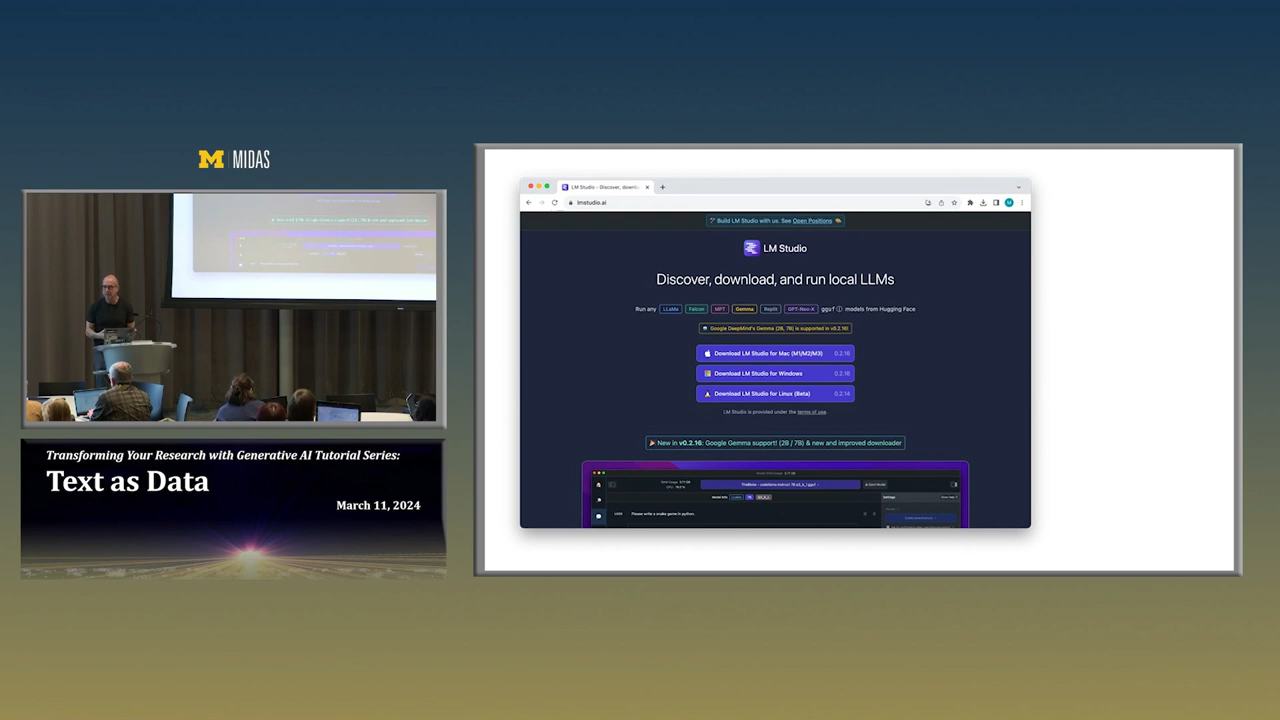 M | MIDAS
Transforming Your Research with Generative AI Tutorial Series:
Text as Data
March 11, 2024
LM Studio - Discover, downlo
lmstudio.ai
Build LM Studio with us. See Open Positions
LM Studio
Discover, download, and run local LLMs
Run any LLaMa Falcon MPT Gemma Replit GPT-Neo-X gguf models from Hugging Face
Google DeepMind's Gemma (2B, 7B) is supported in v0.2.16!
Download LM Studio for Mac (M1/M2/M3) 0.2.16
Download LM Studio for Windows 0.2.16
Download LM Studio for Linux (Beta) 0.2.14
LM Studio is provided under the terms of use.
New in v0.2.16: Google Gemma support! (2B / 7B) & new and improved downloader
Settings
USER Please write a snake game in python.